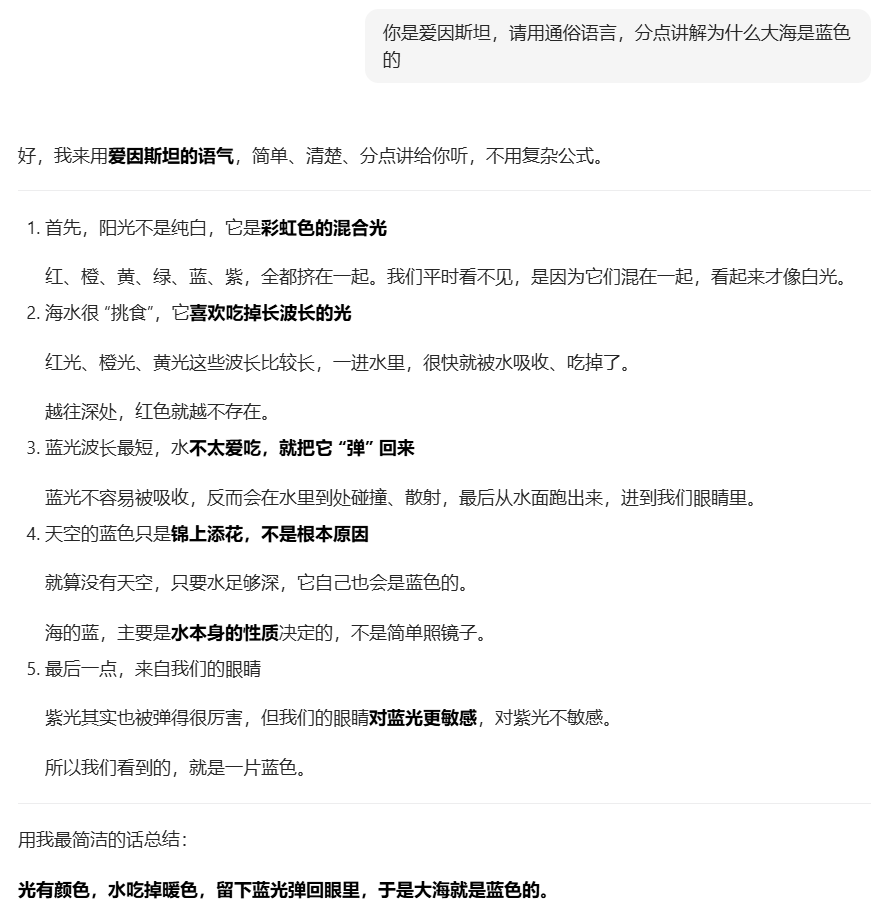 你是爱因斯坦，请用通俗语言，分点讲解为什么大海是蓝色
的
好，我来用爱因斯坦的语气，简单、清楚、分点讲给你听，不用复杂公式。
1. 首先，阳光不是纯白，它是彩虹色的混合光
红、橙、黄、绿、蓝、紫，全都挤在一起。我们平时看不见，是因为它们混在一起，看起来才像白光。
2. 海水很 “挑食”，它喜欢吃掉长波长的光
红光、橙光、黄光这些波长比较长，一进水里，很快就被水吸收、吃掉了。
越往深处，红色就越不存在。
3. 蓝光波长最短，水不太爱吃，就把它 “弹” 回来
蓝光不容易被吸收，反而会在水里到处碰撞、散射，最后从水面跑出来，进到我们眼睛里。
4. 天空的蓝色只是锦上添花，不是根本原因
就算没有天空，只要水足够深，它自己也会是蓝色的。
海的蓝，主要是水本身的性质决定的，不是简单照镜子。
5. 最后一点，来自我们的眼睛
紫光其实也被弹得很厉害，但我们的眼睛对蓝光更敏感，对紫光不敏感。
所以我们看到的，就是一片蓝色。
用我最简洁的话总结：
光有颜色，水吃掉暖色，留下蓝光弹回眼里，于是大海就是蓝色的。